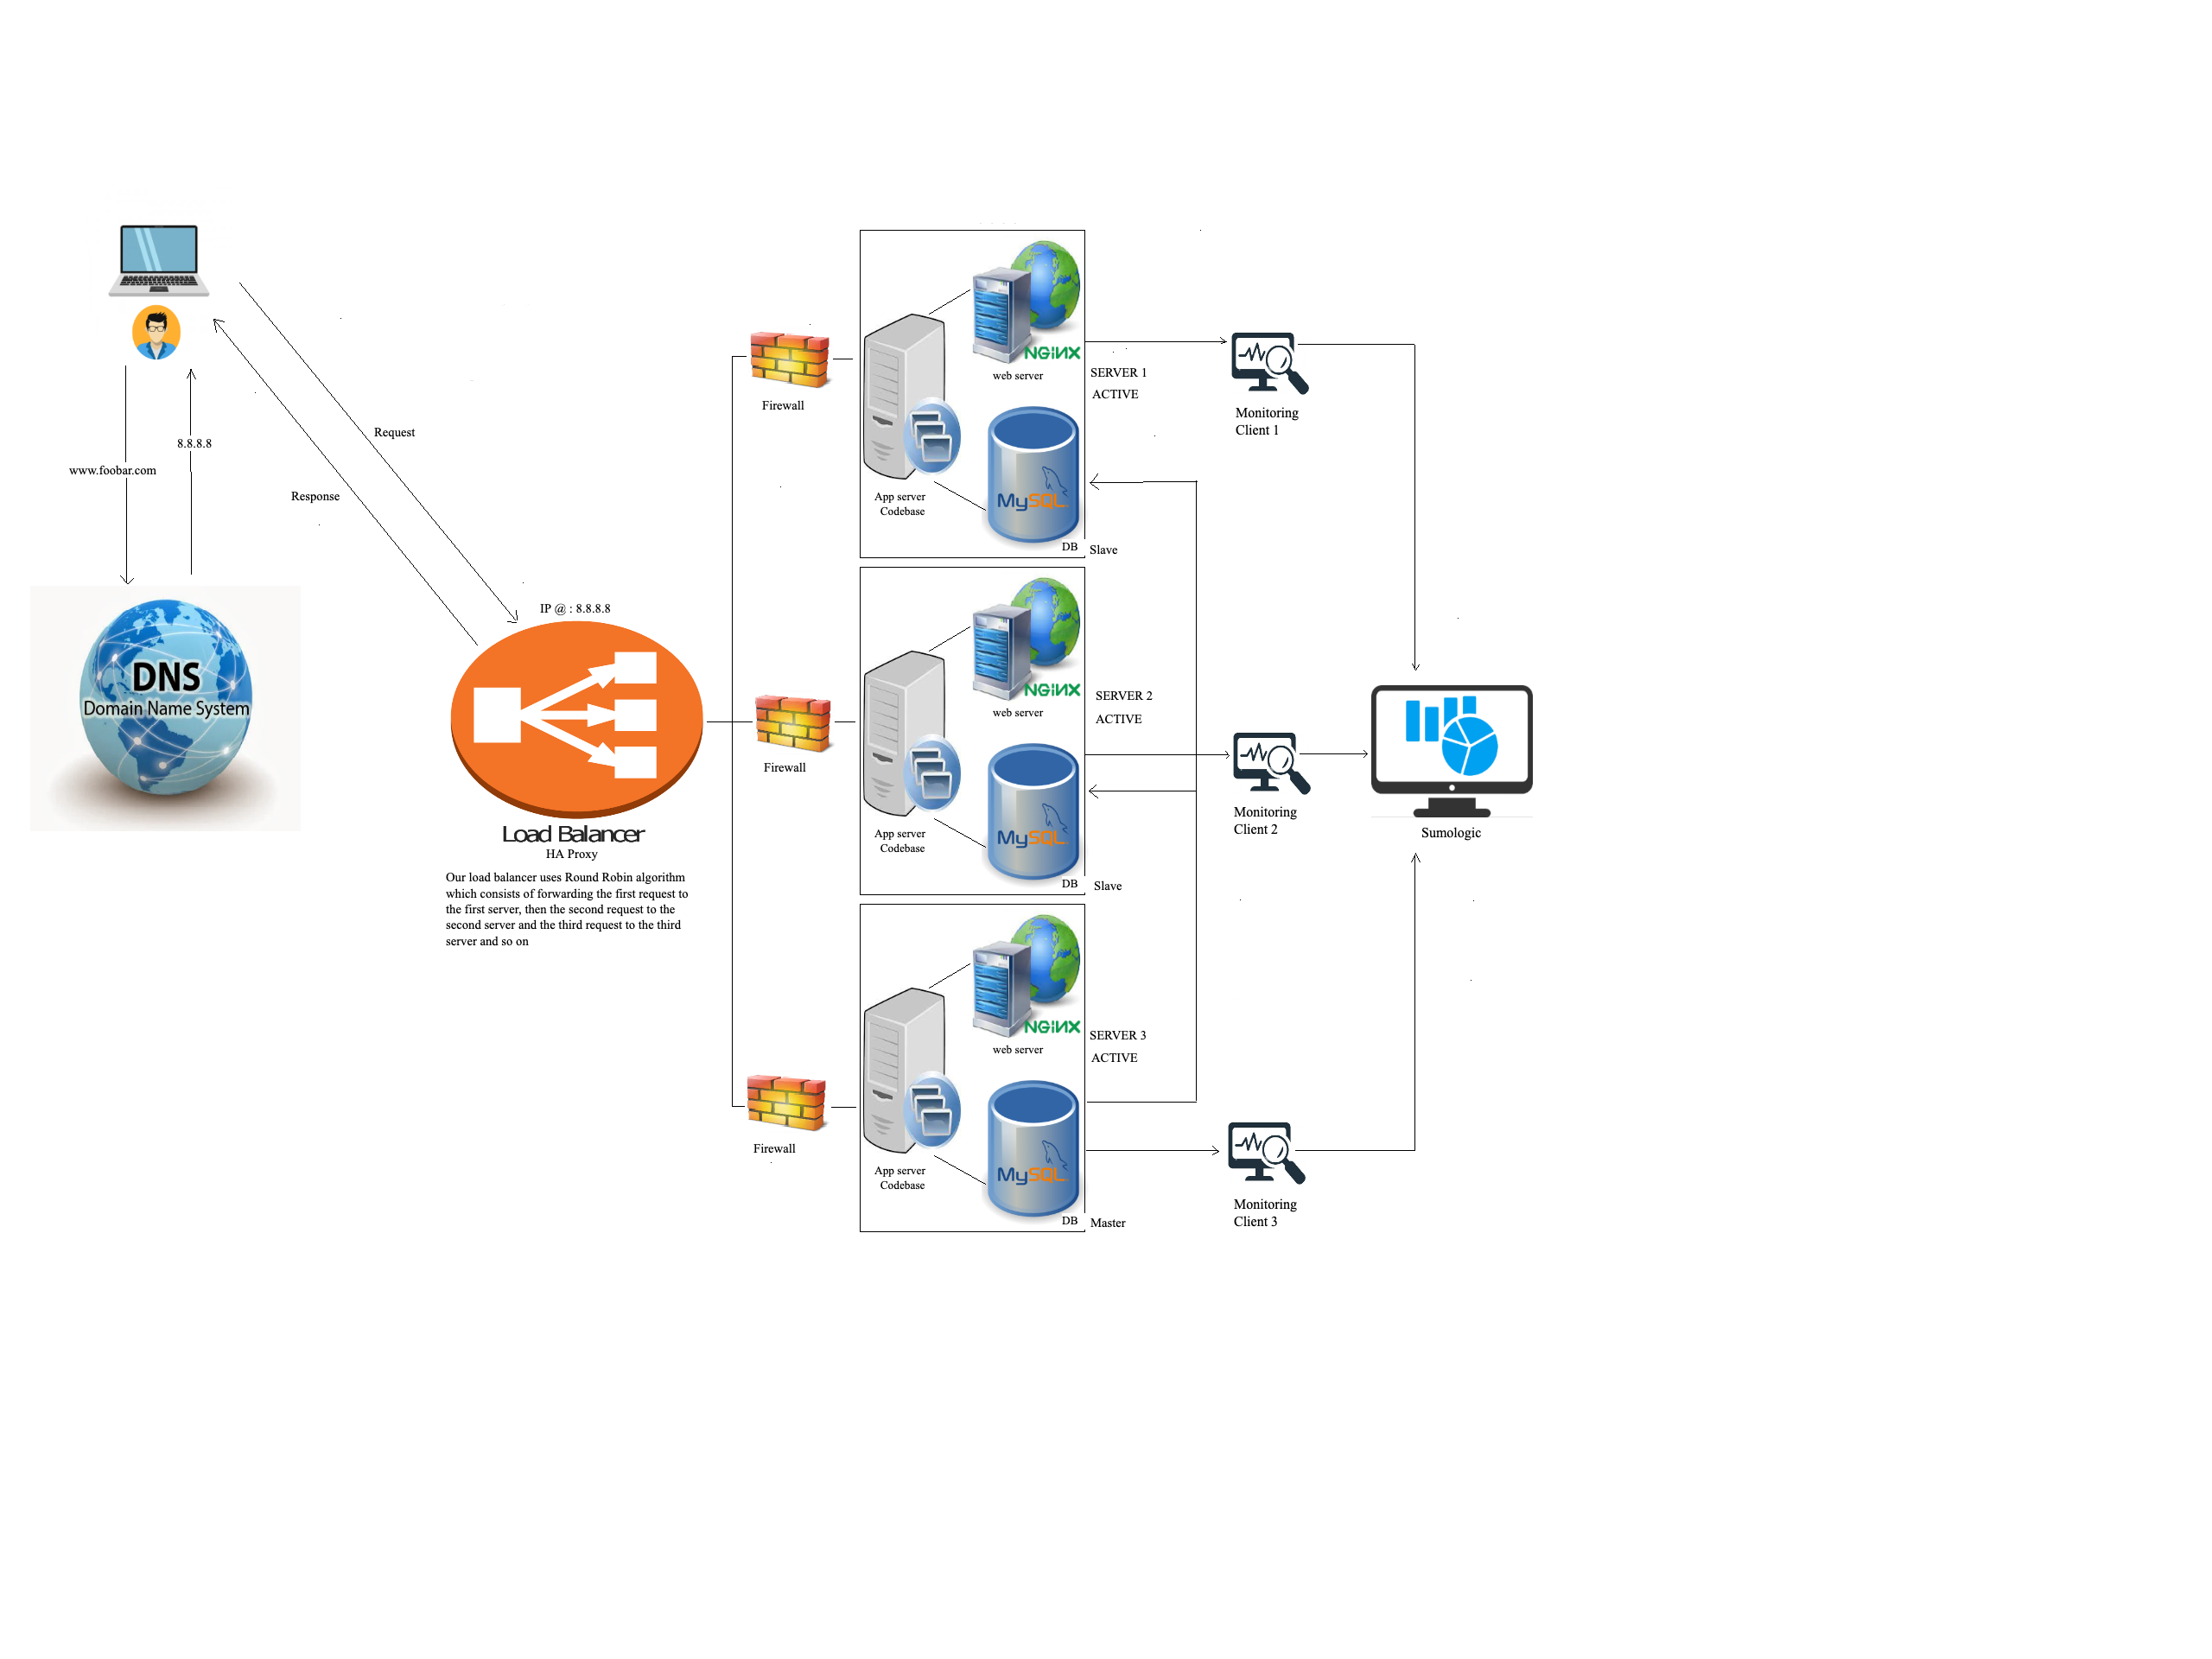 www.foobar.com
8.8.8.8
Request
Response
DNS
Domain Name System
IP @ : 8.8.8.8
Load Balancer
HA Proxy
Our load balancer uses Round Robin algorithm
which consists of forwarding the first request to
the first server, then the second request to the
second server and the third request to the third
server and so on
Firewall
Firewall
Firewall
NGINX
web server
App server
Codebase
MySQL
DB
SERVER 1
ACTIVE
Slave
NGINX
web server
App server
Codebase
MySQL
DB
SERVER 2
ACTIVE
Slave
NGINX
web server
App server
Codebase
MySQL
DB
SERVER 3
ACTIVE
Master
Monitoring
Client 1
Monitoring
Client 2
Monitoring
Client 3
Sumologic